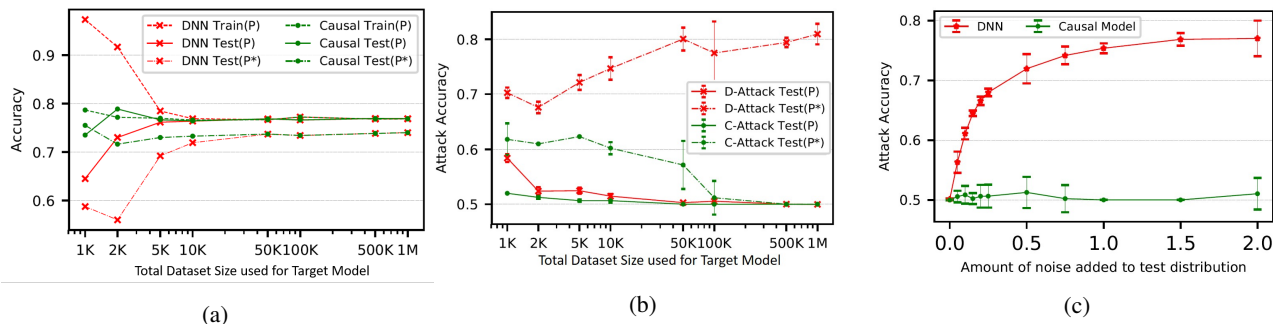 0.9
0.8
0.7
0.6
Accuracy
DNN Train(P)
DNN Test(P)
DNN Test(P*)
Causal Train(P)
Causal Test(P)
Causal Test(P*)
1K 2K 5K 10K 50K 100K 500K 1M
Total Dataset Size used for Target Model
(a)
0.8
0.7
0.6
0.5
Attack Accuracy
D-Attack Test(P)
D-Attack Test(P*)
C-Attack Test(P)
C-Attack Test(P*)
1K 2K 5K 10K 50K 100K 500K 1M
Total Dataset Size used for Target Model
(b)
0.8
0.7
0.6
0.5
Attack Accuracy
DNN Causal Model
0.0 0.5 1.0 1.5 2.0
Amount of noise added to test distribution
(c)